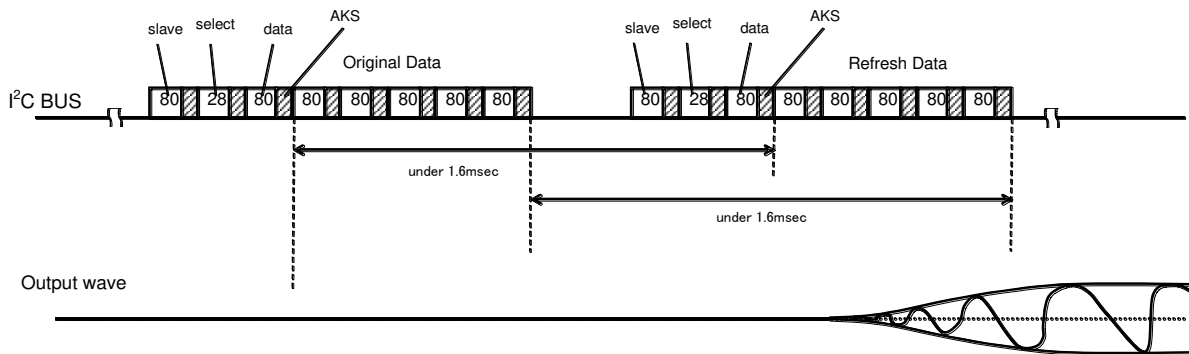 slave select data AKS
slave select data AKS
Original Data
Refresh Data
I²C BUS
80 28 80 80 80 80 80 80
80 28 80 80 80 80 80 80
under 1.6msec
under 1.6msec
Output wave